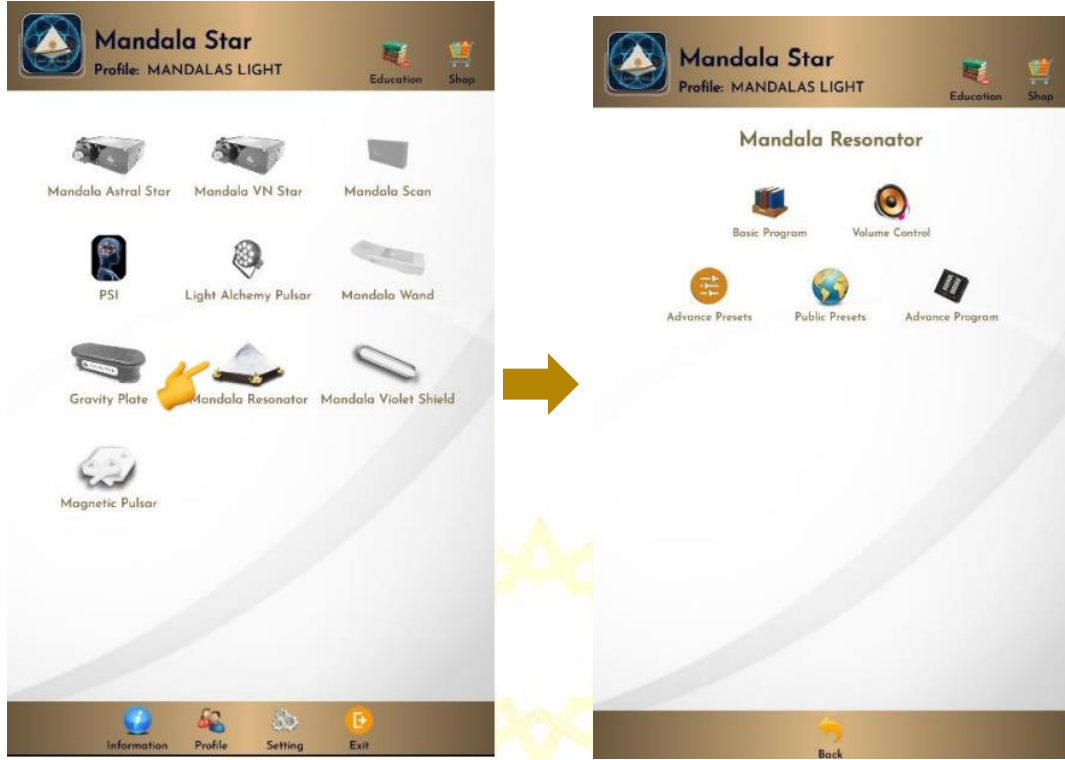 Mandala Star
Profile: MANDALAS LIGHT
Education
Shop
Mandala Astral Star
Mandala VN Star
Mandala Scan
PSI
Light Alchemy Pulsar
Mandala Wand
Gravity Plate
Mandala Resonator
Mandala Violet Shield
Magnetic Pulsar
Information
Profile
Setting
Exit
Mandala Star
Profile: MANDALAS LIGHT
Education
Shop
Mandala Resonator
Basic Program
Volume Control
Advance Presets
Public Presets
Advance Program
Back